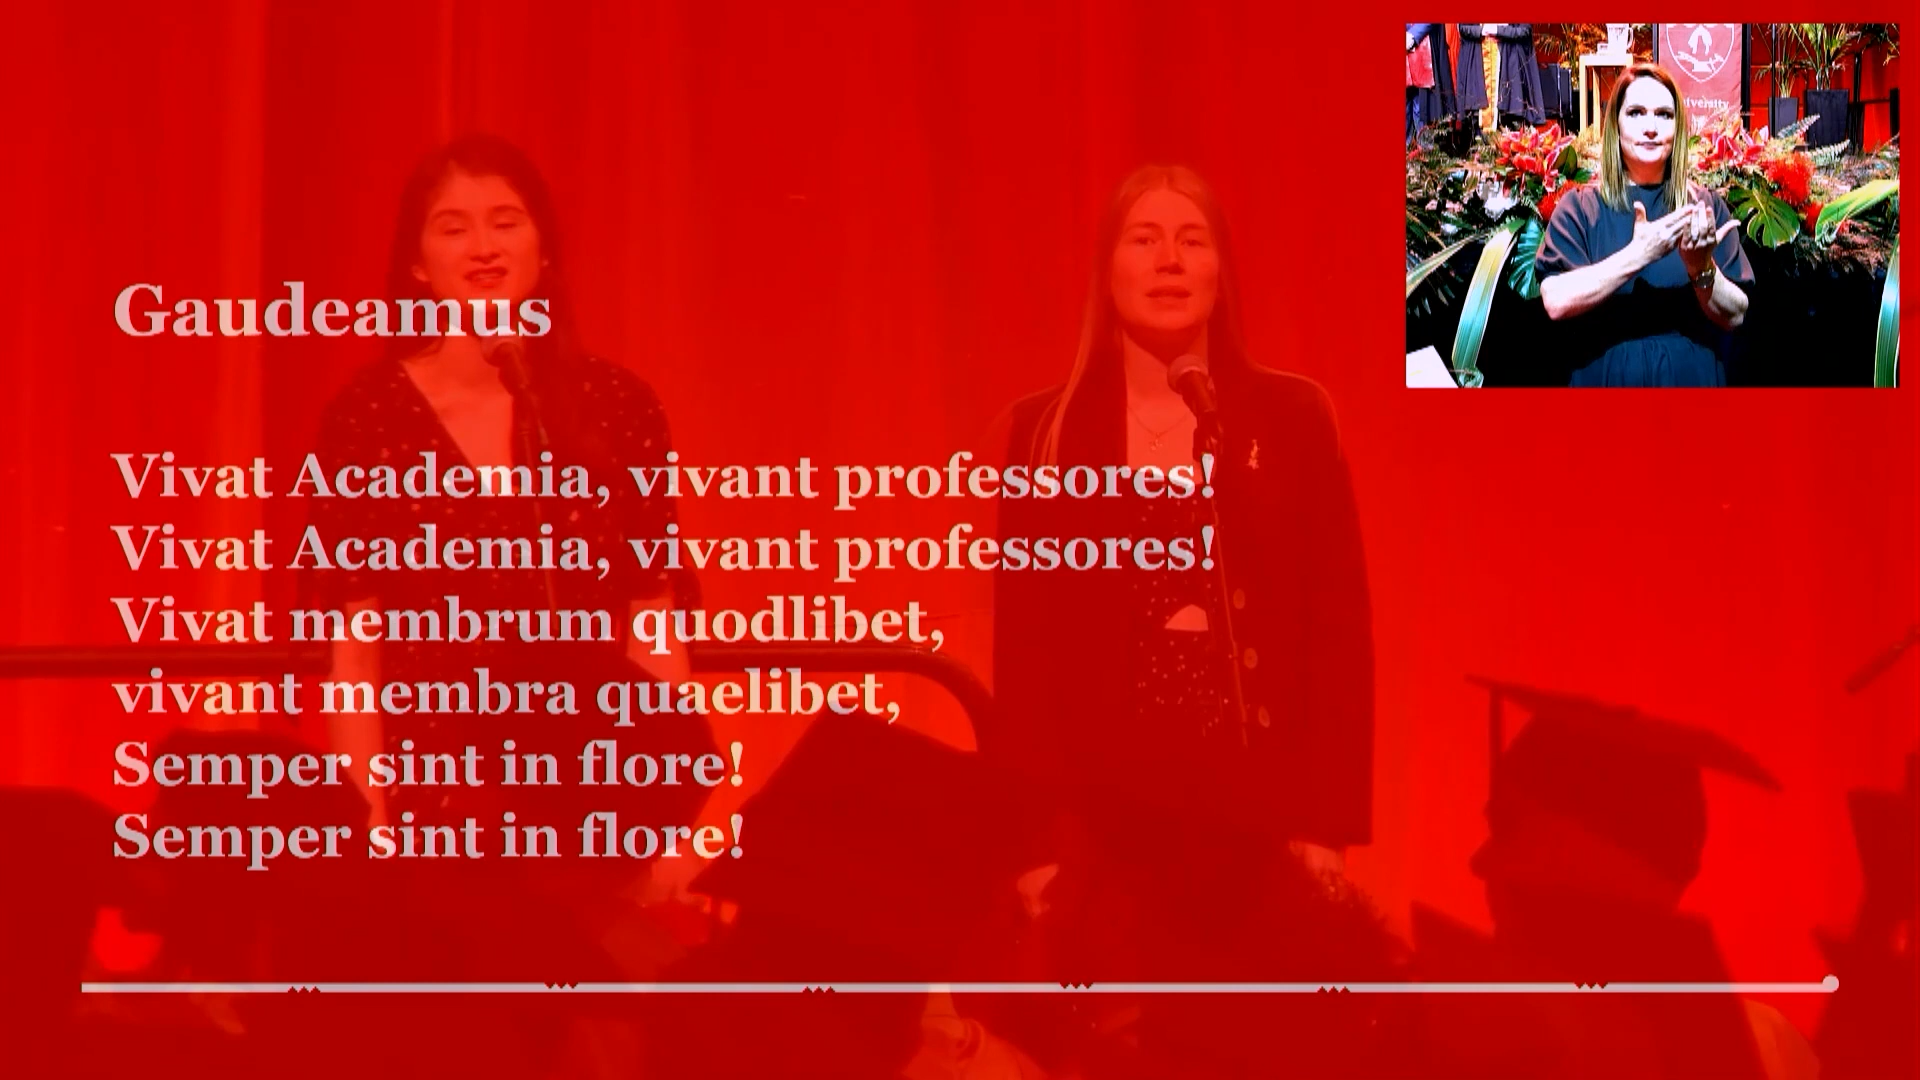 Gaudeamus
Vivat Academia, vivant professores!
Vivat Academia, vivant professores!
Vivat membrum quodlibet,
vivant membra quaelibet,
Semper sint in flore!
Semper sint in flore!